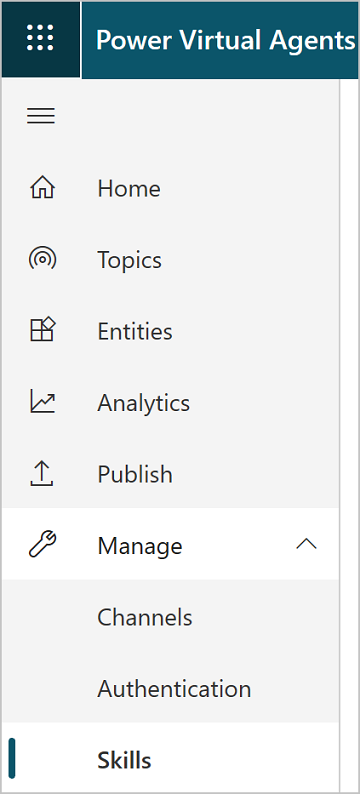 Power Virtual Agents
Home
Topics
Entities
Analytics
Publish
Manage
Channels
Authentication
Skills